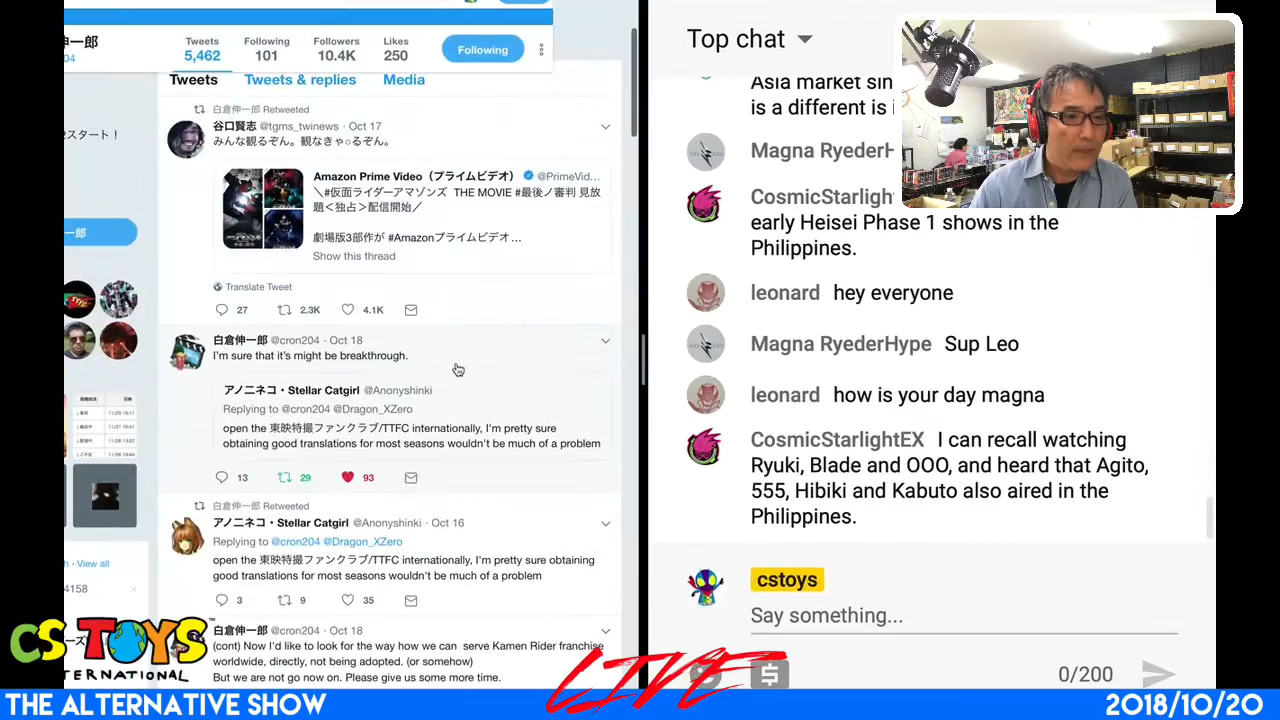 一郎
04
Tweets
5,462
Following
101
Followers
10.4K
Likes
250
Following
Tweets
Tweets & replies
Media
スタート！
一郎
白倉伸一郎 Retweeted
谷口賢志 @tgms_twinews · Oct 17
みんな観るぞん。観なきゃ○るぞん。
Amazon Prime Video（プライムビデオ） @PrimeVid...
＼#仮面ライダーアマゾンズ THE MOVIE #最後ノ審判 見放
題＜独占＞配信開始／
劇場版3部作が #Amazonプライムビデオ…
Show this thread
Translate Tweet
27
2.3K
4.1K
白倉伸一郎 @cron204 · Oct 18
I'm sure that it's might be breakthrough.
アノニネコ・Stellar Catgirl @Anonyshinki
Replying to @cron204 @Dragon_XZero
open the 東映特撮ファンクラブ/TTFC internationally, I'm pretty sure
obtaining good translations for most seasons wouldn't be much of a problem
13
29
93
白倉伸一郎 Retweeted
アノニネコ・Stellar Catgirl @Anonyshinki · Oct 16
Replying to @cron204 @Dragon_XZero
open the 東映特撮ファンクラブ/TTFC internationally, I'm pretty sure obtaining
good translations for most seasons wouldn't be much of a problem
3
9
35
白倉伸一郎 @cron204 · Oct 18
(cont) Now I'd like to look for the way how we can serve Kamen Rider franchise
worldwide, directly, not being adopted. (or somehow)
But we are not go now on. Please give us some more time.
h · View all
4158
Top chat
Asia market sin
is a different is i
Magna RyederH
CosmicStarlight
early Heisei Phase 1 shows in the
Philippines.
leonard hey everyone
Magna RyederHype Sup Leo
leonard how is your day magna
CosmicStarlightEX I can recall watching
Ryuki, Blade and OOO, and heard that Agito,
555, Hibiki and Kabuto also aired in the
Philippines.
cstoys
Say something...
0/200
CS TOYS
TERNATIONAL
LIVE
THE ALTERNATIVE SHOW
2018/10/20